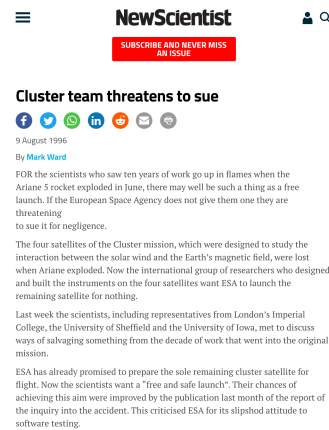 NewScientist
SUBSCRIBE AND NEVER MISS
AN ISSUE
Cluster team threatens to sue
9 August 1996
By Mark Ward
FOR the scientists who saw ten years of work go up in flames when the
Ariane 5 rocket exploded in June, there may well be such a thing as a free
launch. If the European Space Agency does not give them one they are
threatening
to sue it for negligence.
The four satellites of the Cluster mission, which were designed to study the
interaction between the solar wind and the Earth's magnetic field, were lost
when Ariane exploded. Now the international group of researchers who designed
and built the instruments on the four satellites want ESA to launch the
remaining satellite for nothing.
Last week the scientists, including representatives from London's Imperial
College, the University of Sheffield and the University of Iowa, met to discuss
ways of salvaging something from the decade of work that went into the original
mission.
ESA has already promised to prepare the sole remaining cluster satellite for
flight. Now the scientists want a “free and safe launch”. Their chances of
achieving this aim were improved by the publication last month of the report of
the inquiry into the accident. This criticised ESA for its slipshod attitude to
software testing.